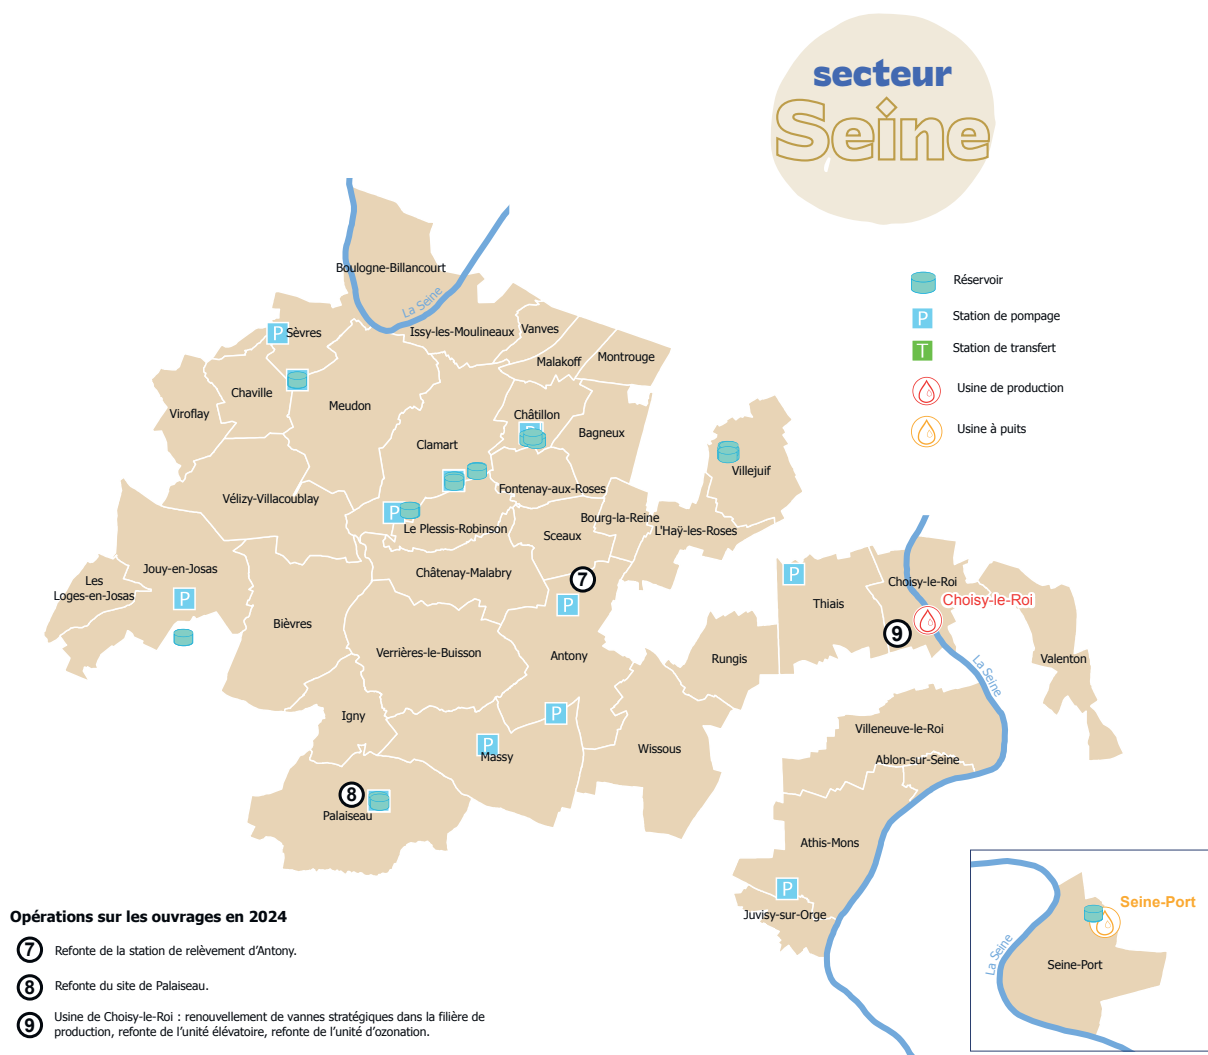 secteur
Seine
Réservoir
P
Station de pompage
T
Station de transfert
Usine de production
Usine à puits
Boulogne-Billancourt
La Seine
P
Sèvres
Issy-les-Moulineaux
Vanves
Malakoff
Montrouge
Chaville
Viroflay
Meudon
Châtillon
P
Bagneux
Clamart
Villejuif
Vélizy-Villacoublay
Fontenay-aux-Roses
P
Le Plessis-Robinson
Bourg-la-Reine
L'Haÿ-les-Roses
Sceaux
Jouy-en-Josas
Les
Loges-en-Josas
P
Châtenay-Malabry
7
P
P
Thiais
Choisy-le-Roi
Choisy-le-Roi
9
Bièvres
Verrières-le-Buisson
Antony
Rungis
La Seine
Valenton
Igny
P
P
Massy
Wissous
Villeneuve-le-Roi
Ablon-sur-Seine
8
Palaiseau
Athis-Mons
P
Juvisy-sur-Orge
Seine-Port
La Seine
Seine-Port
Opérations sur les ouvrages en 2024
7 Refonte de la station de relèvement d’Antony.
8 Refonte du site de Palaiseau.
9 Usine de Choisy-le-Roi : renouvellement de vannes stratégiques dans la filière de
production, refonte de l’unité élévatoire, refonte de l’unité d’ozonation.